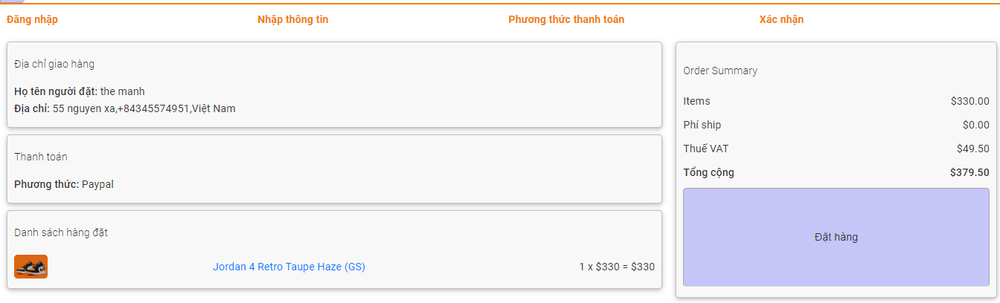 Đăng nhập
Nhập thông tin
Phương thức thanh toán
Xác nhận
Địa chỉ giao hàng
Họ tên người đặt: the manh
Địa chỉ: 55 nguyen xa,+84345574951,Việt Nam
Thanh toán
Phương thức: Paypal
Danh sách hàng đặt
Jordan 4 Retro Taupe Haze (GS)
1 x $330 = $330
Order Summary
Items $330.00
Phí ship $0.00
Thuế VAT $49.50
Tổng cộng $379.50
Đặt hàng